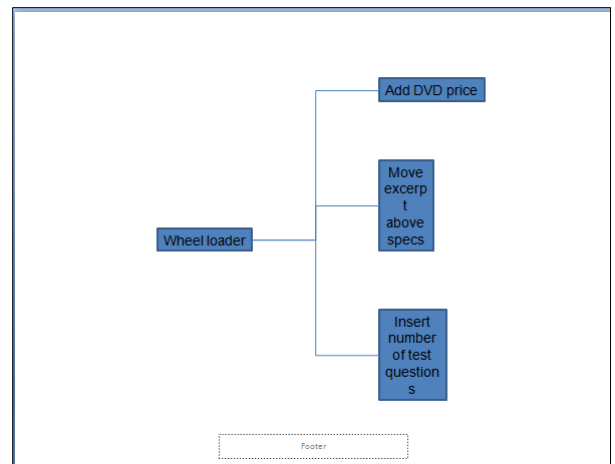 Add DVD price
Move
excerp
t
above
specs
Wheel loader
Insert
number
of test
question
s
Footer